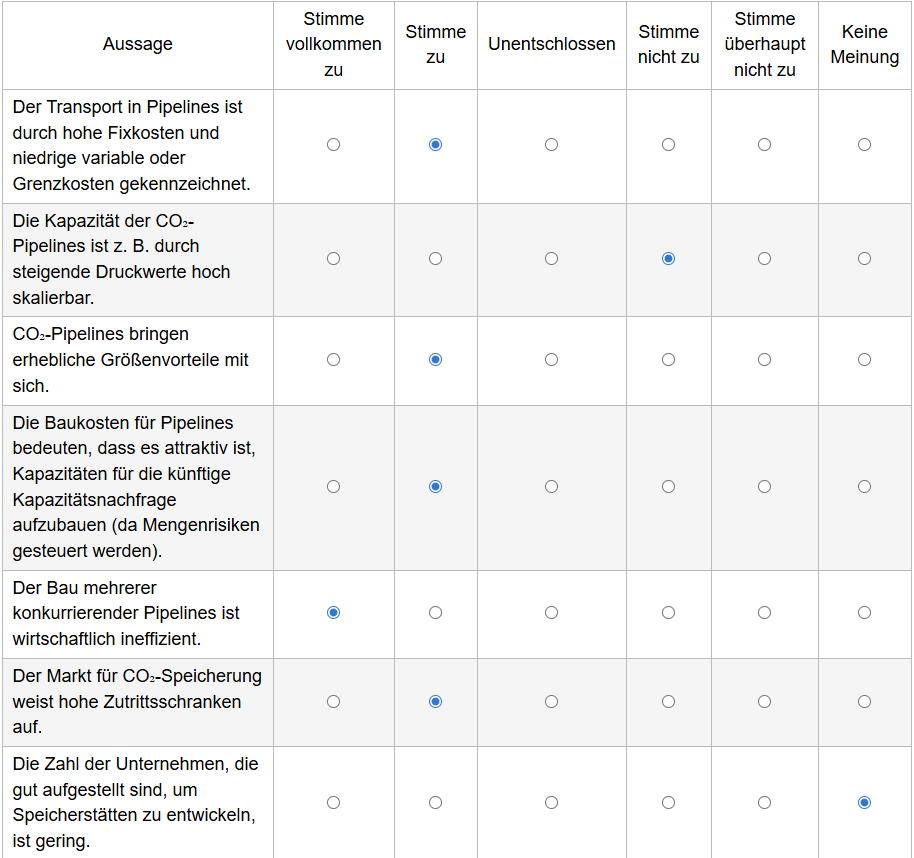 Aussage
Stimme
vollkommen
zu
Stimme
zu
Unentschlossen
Stimme
nicht zu
Stimme
überhaupt
nicht zu
Keine
Meinung
Der Transport in Pipelines ist
durch hohe Fixkosten und
niedrige variable oder
Grenzkosten gekennzeichnet.
Die Kapazität der CO₂-
Pipelines ist z. B. durch
steigende Druckwerte hoch
skalierbar.
CO₂-Pipelines bringen
erhebliche Größenvorteile mit
sich.
Die Baukosten für Pipelines
bedeuten, dass es attraktiv ist,
Kapazitäten für die künftige
Kapazitätsnachfrage
aufzubauen (da Mengenrisiken
gesteuert werden).
Der Bau mehrerer
konkurrierender Pipelines ist
wirtschaftlich ineffizient.
Der Markt für CO₂-Speicherung
weist hohe Zutrittsschranken
auf.
Die Zahl der Unternehmen, die
gut aufgestellt sind, um
Speicherstätten zu entwickeln,
ist gering.